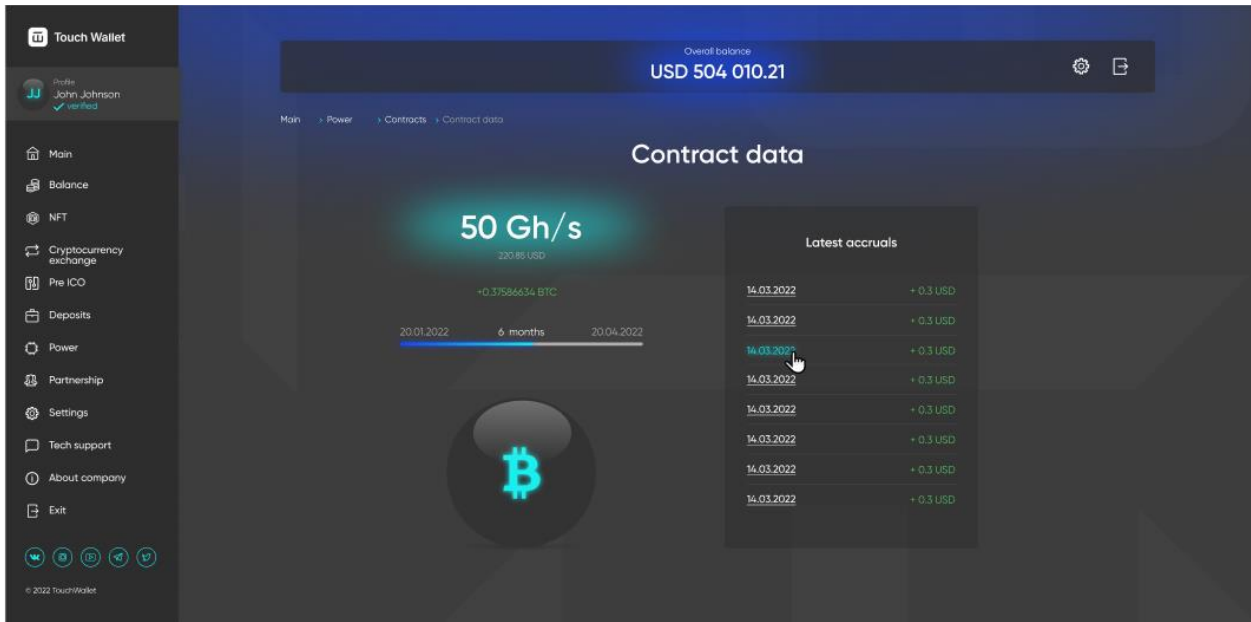 Touch Wallet
Profile
JJ
John Johnson
verified
Main
Balance
NFT
Cryptocurrency
exchange
Pre ICO
Deposits
Power
Partnership
Settings
Tech support
About company
Exit
© 2022 TouchWallet
Overall balance
USD 504 010.21
Main › Power › Contracts › Contract data
Contract data
50 Gh/s
220.85 USD
+0.37586634 BTC
20.01.2022 6 months 20.04.2022
Latest accruals
14.03.2022 + 0.3 USD
14.03.2022 + 0.3 USD
14.03.2022 + 0.3 USD
14.03.2022 + 0.3 USD
14.03.2022 + 0.3 USD
14.03.2022 + 0.3 USD
14.03.2022 + 0.3 USD
14.03.2022 + 0.3 USD